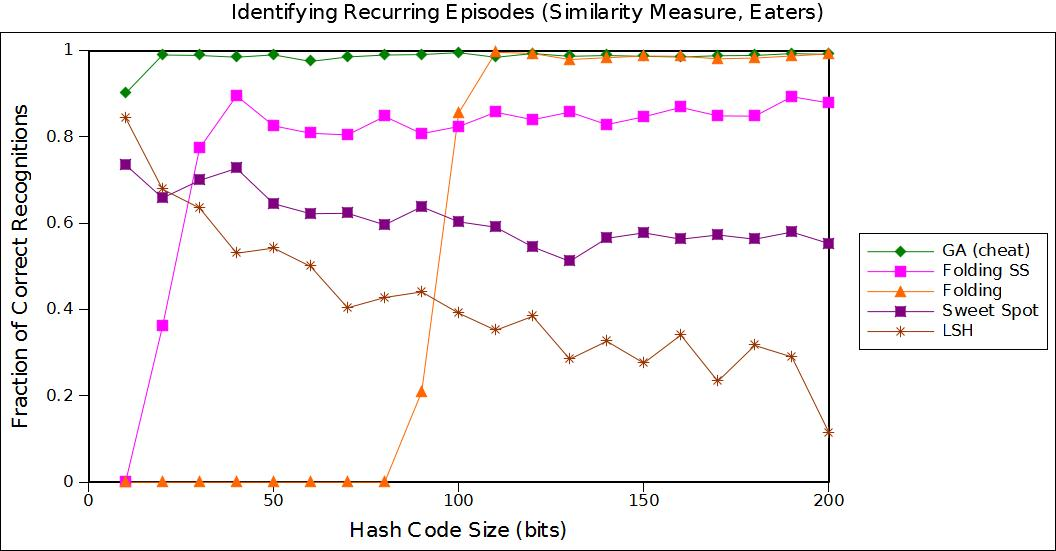 Identifying Recurring Episodes (Similarity Measure, Eaters)
Fraction of Correct Recognitions
1
0.8
0.6
0.4
0.2
0
0 50 100 150 200
Hash Code Size (bits)
GA (cheat)
Folding SS
Folding
Sweet Spot
LSH